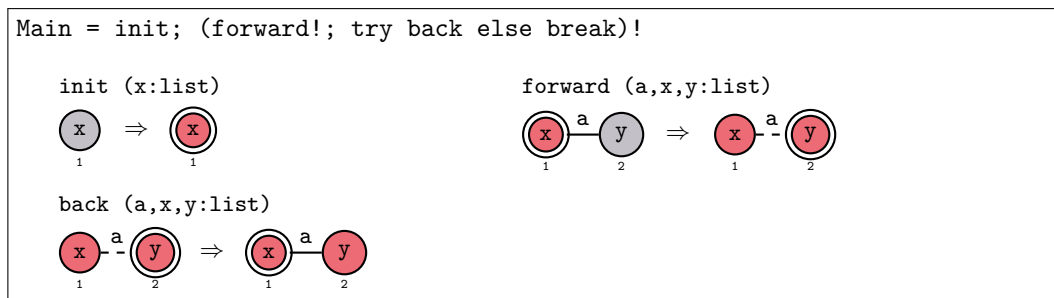 Main = init; (forward!; try back else break)!
init (x:list)
x ⇒ x
1 1
forward (a,x,y:list)
x a y ⇒ x a y
1 2 1 2
back (a,x,y:list)
x a y ⇒ x a y
1 2 1 2